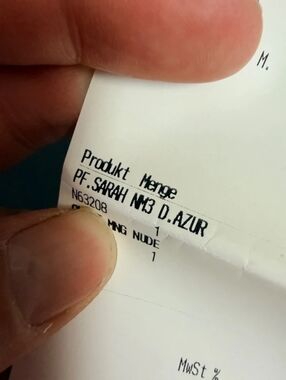 M.
Produkt Menge
PF.SARAH NM3 D.AZUR
N63208 1
MNG NUDE
1
MwSt %